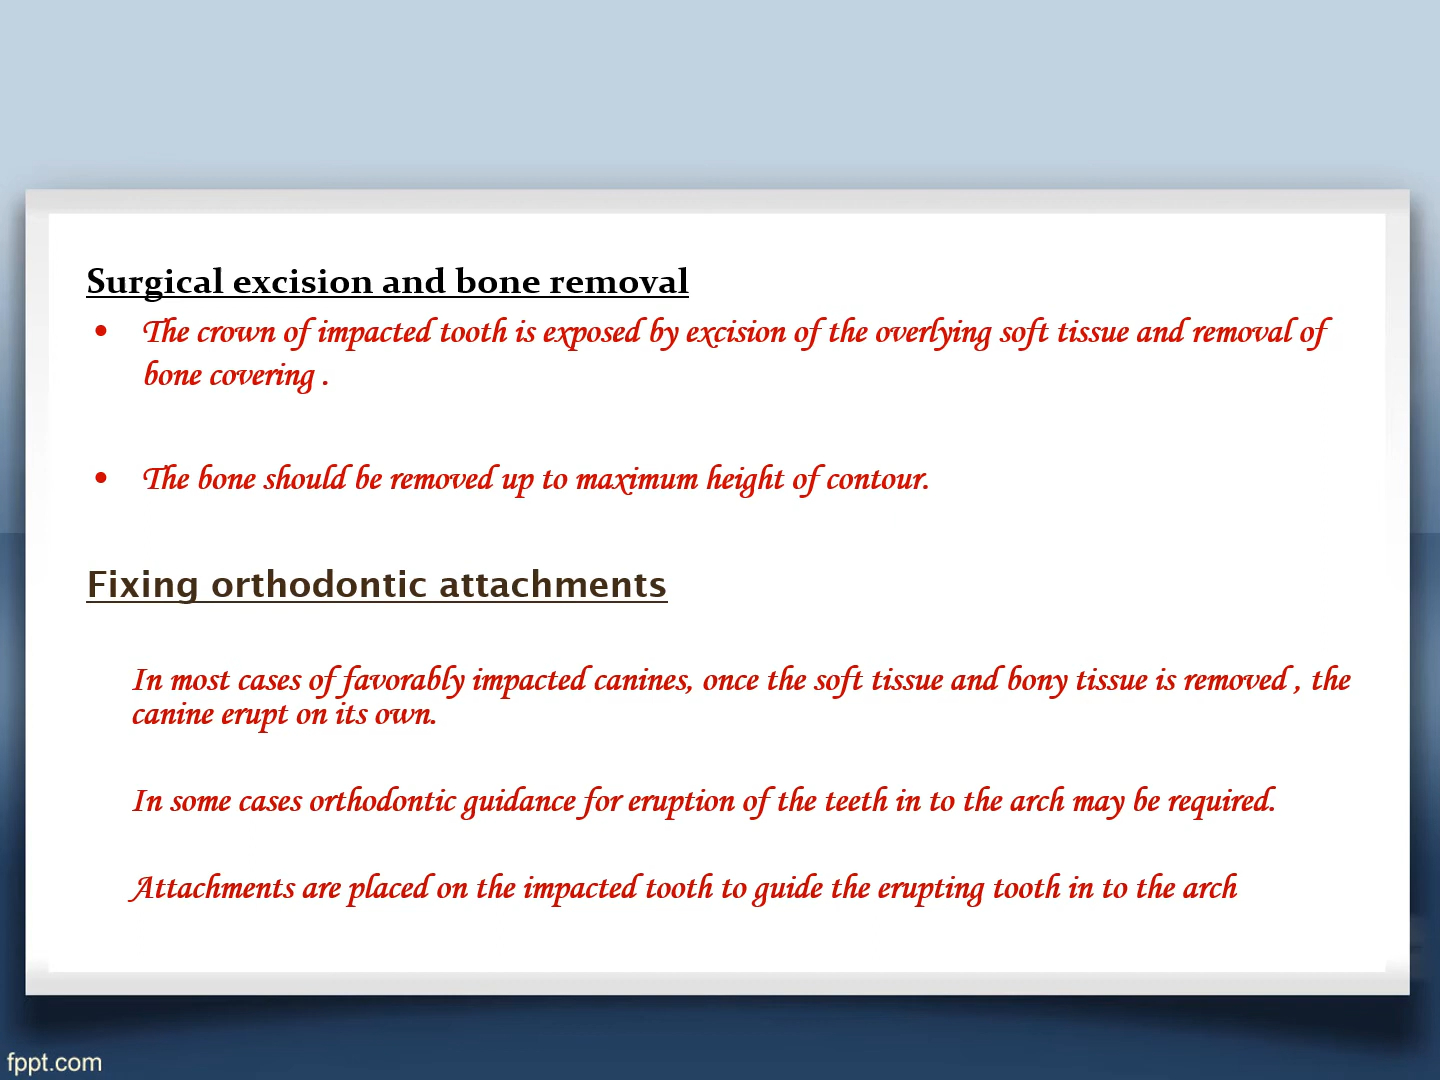 Surgical excision and bone removal
• The crown of impacted tooth is exposed by excision of the overlying soft tissue and removal of
bone covering .
• The bone should be removed up to maximum height of contour.
Fixing orthodontic attachments
In most cases of favorably impacted canines, once the soft tissue and bony tissue is removed , the
canine erupt on its own.
In some cases orthodontic guidance for eruption of the teeth in to the arch may be required.
Attachments are placed on the impacted tooth to guide the erupting tooth in to the arch
fppt.com